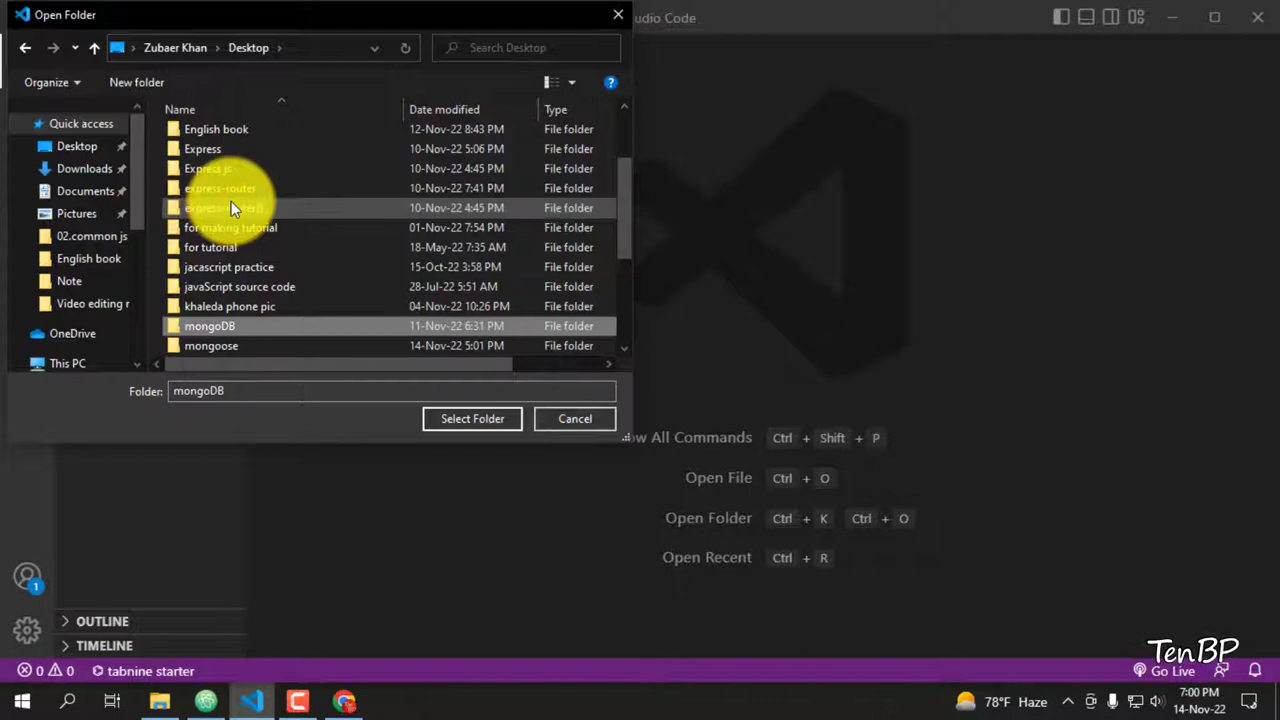 Open Folder
udio Code
Zubaer Khan
Desktop
Search Desktop
Organize
New folder
?
Name
Date modified
Type
Quick access
Desktop
Downloads
Documents
Pictures
02.common js
English book
Note
Video editing r
OneDrive
This PC
English book 12-Nov-22 8:43 PM File folder
Express 10-Nov-22 5:06 PM File folder
Express js 10-Nov-22 4:45 PM File folder
express-router 10-Nov-22 7:41 PM File folder
10-Nov-22 4:45 PM File folder
for making tutorial 01-Nov-22 7:54 PM File folder
for tutorial 18-May-22 7:35 AM File folder
jacascript practice 15-Oct-22 3:58 PM File folder
javaScript source code 28-Jul-22 5:51 AM File folder
khaleda phone pic 04-Nov-22 10:26 PM File folder
mongoDB 11-Nov-22 6:31 PM File folder
mongoose 14-Nov-22 5:01 PM File folder
Folder: mongoDB
Select Folder
Cancel
ow All Commands Ctrl + Shift + P
Open File Ctrl + O
Open Folder Ctrl + K Ctrl + O
Open Recent Ctrl + R
1
OUTLINE
TIMELINE
TenBP
0 0 tabnine starter
Go Live
78°F Haze
7:00 PM
14-Nov-22